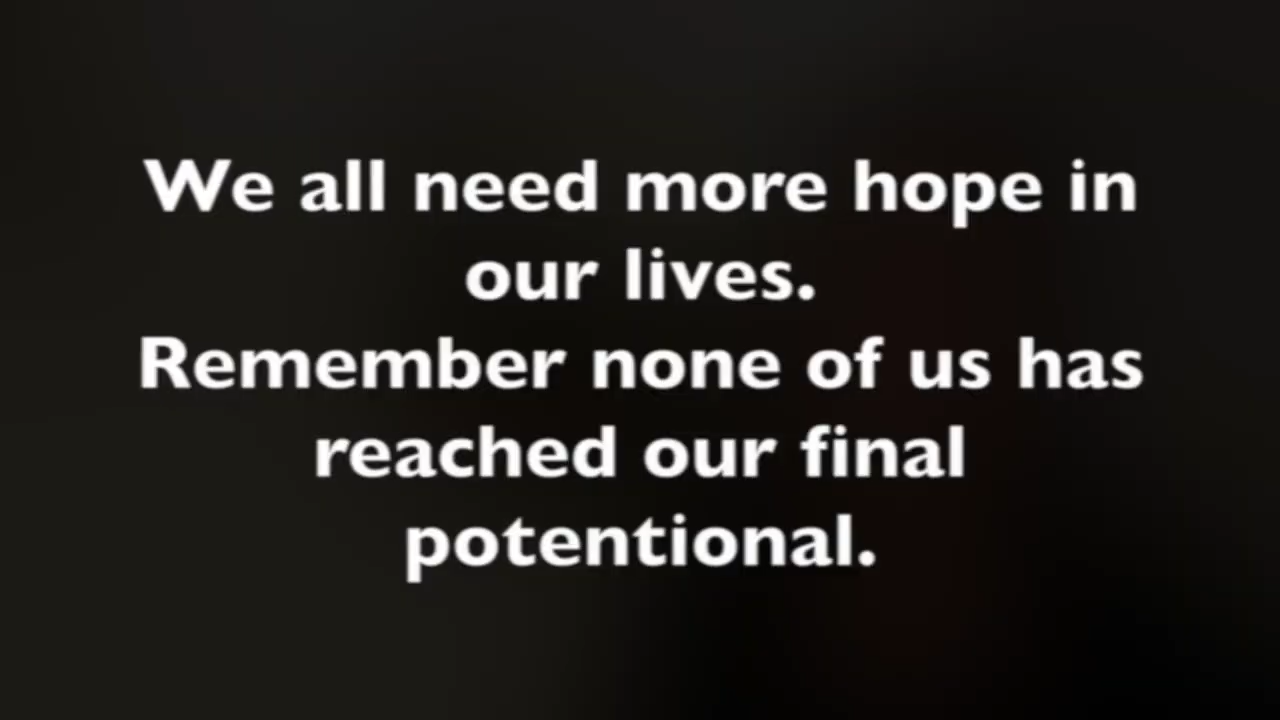 We all need more hope in
our lives.
Remember none of us has
reached our final
potentional.